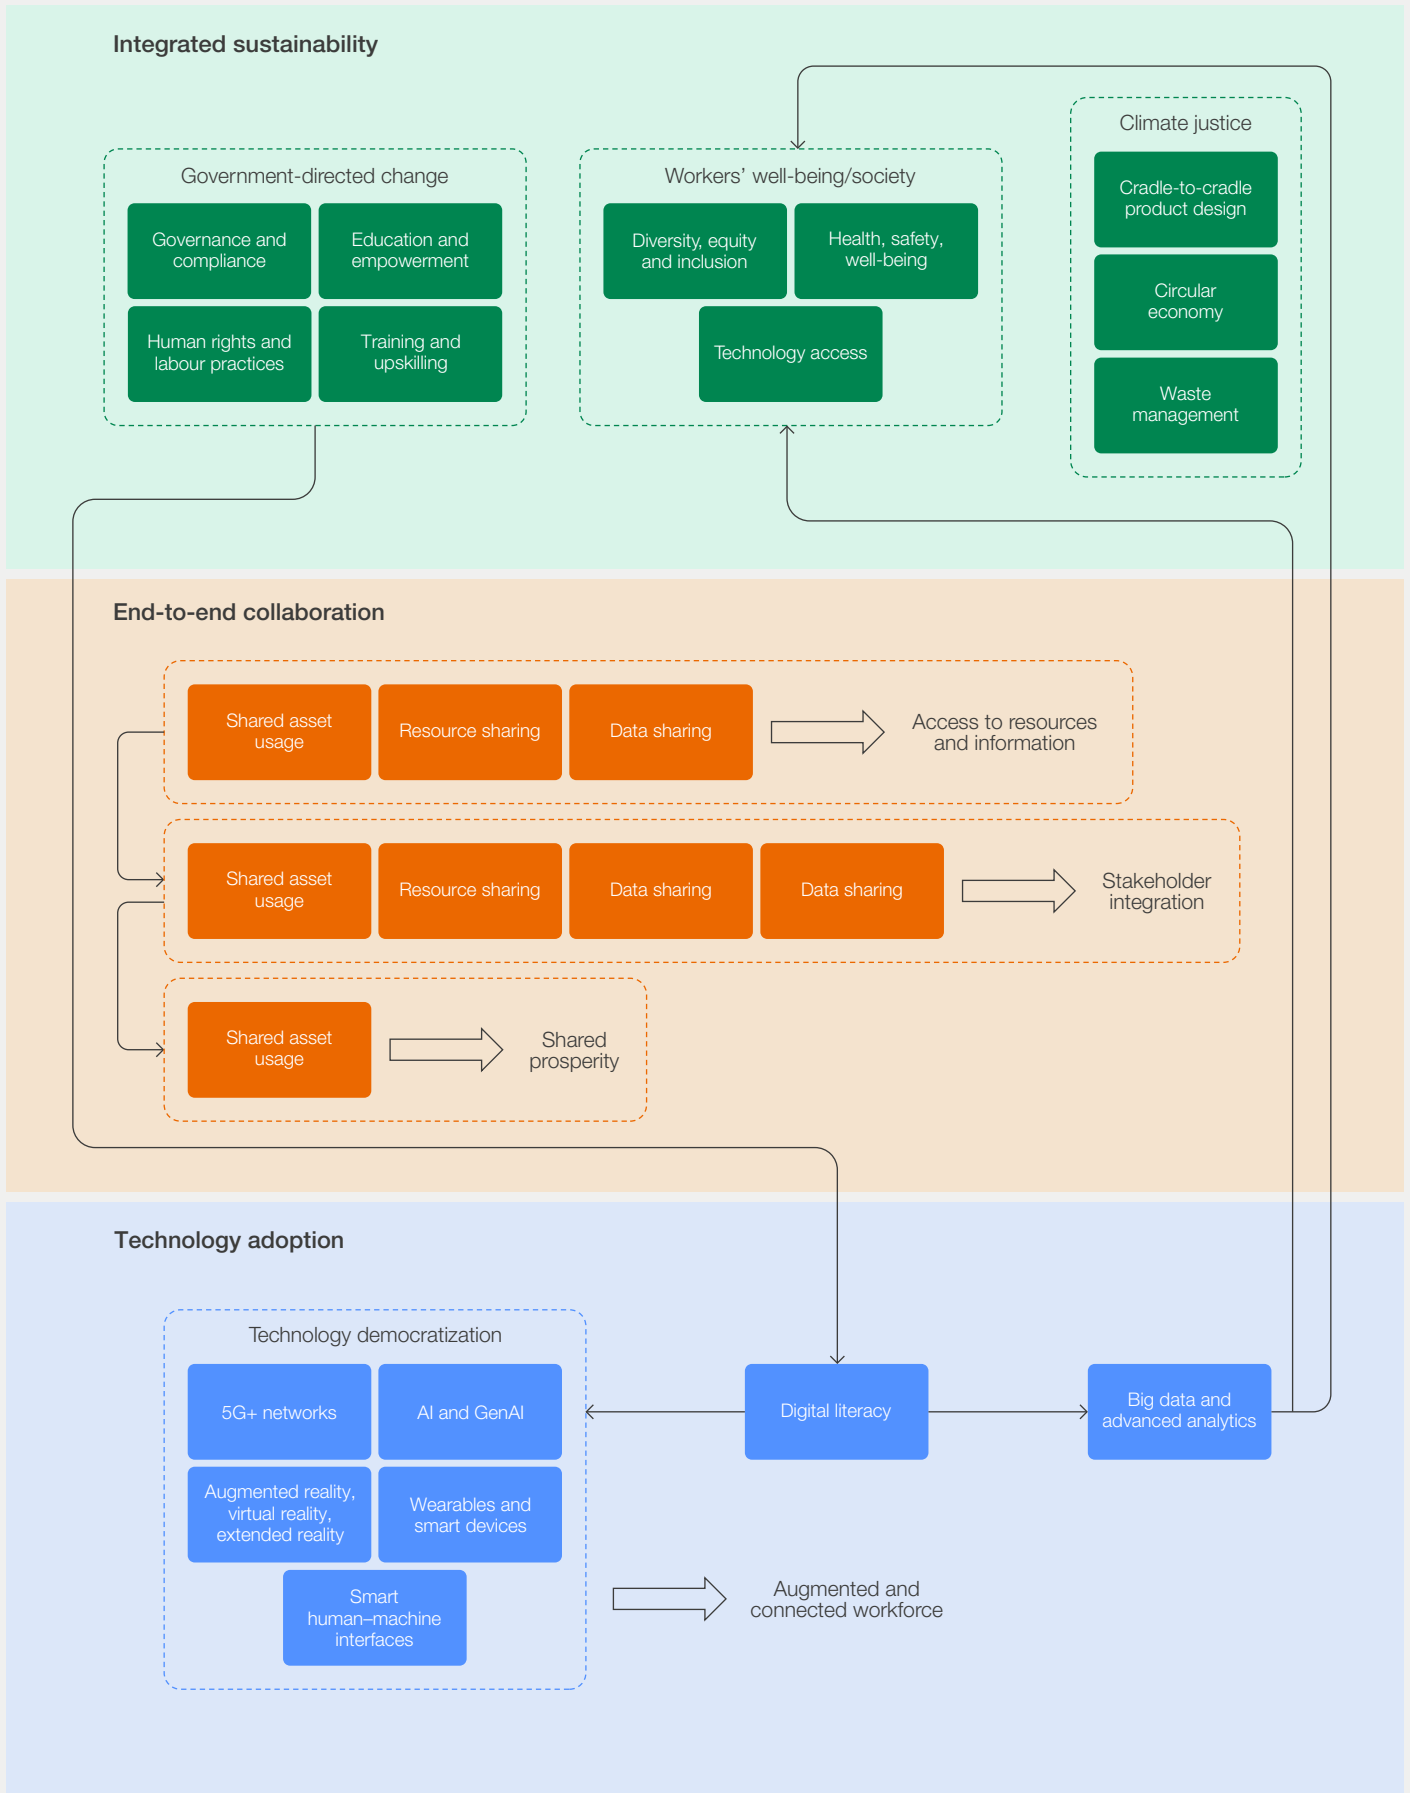 Integrated sustainability
Government-directed change
Governance and
compliance
Education and
empowerment
Human rights and
labour practices
Training and
upskilling
Workers’ well-being/society
Diversity, equity
and inclusion
Health, safety,
well-being
Technology access
Climate justice
Cradle-to-cradle
product design
Circular
economy
Waste
management
End-to-end collaboration
Shared asset
usage
Resource sharing
Data sharing
Access to resources
and information
Shared asset
usage
Resource sharing
Data sharing
Data sharing
Stakeholder
integration
Shared asset
usage
Shared
prosperity
Technology adoption
Technology democratization
5G+ networks
AI and GenAI
Augmented reality,
virtual reality,
extended reality
Wearables and
smart devices
Smart
human–machine
interfaces
Digital literacy
Big data and
advanced analytics
Augmented and
connected workforce